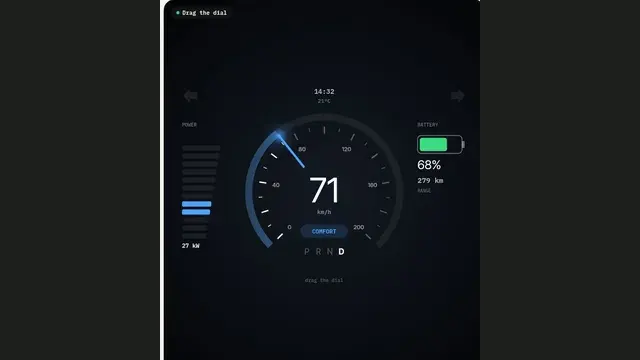 Drag the dial
14:32
21°C
POWER
BATTERY
80
120
40
160
0
200
71
km/h
68%
279 km
RANGE
COMFORT
P R N D
27 kW
drag the dial